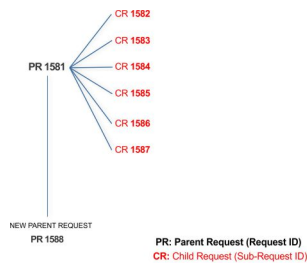 CR 1582
CR 1583
PR 1581
CR 1584
CR 1585
CR 1586
CR 1587
NEW PARENT REQUEST
PR 1588
PR: Parent Request (Request ID)
CR: Child Request (Sub-Request ID)